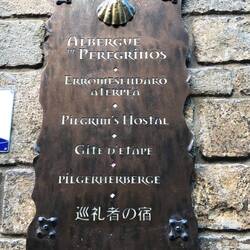 ALBERGUE
DE PEREGRINOS
ERROMESENDAKO
ATERPEA
PILGRIM'S HOSTAL
GÎTE D'ÉTAPE
PILGERHERBERGE
巡礼者の宿